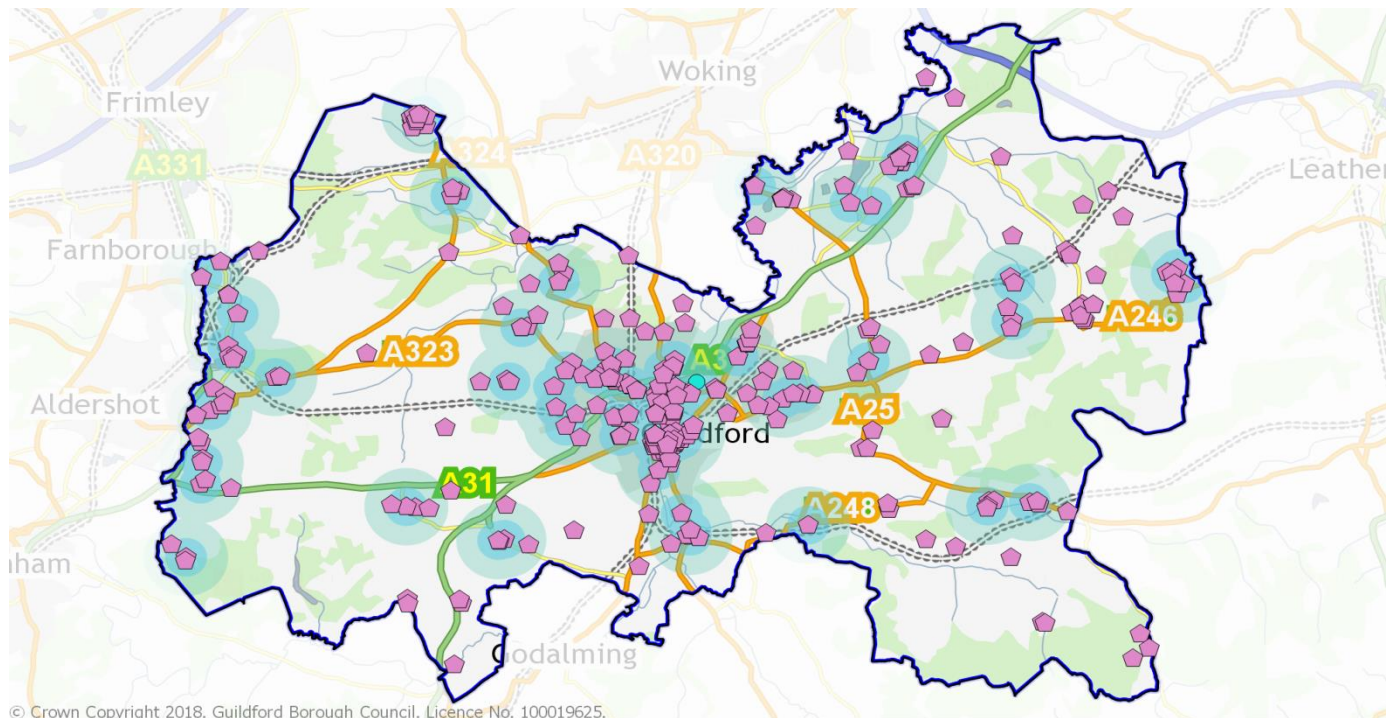 Woking
Frimley
A324
A331
A320
Leather
Farnborough
A3
A246
A323
Aldershot
A25
dford
A31
A248
ham
Godalming
© Crown Copyright 2018. Guildford Borough Council. Licence No. 100019625.